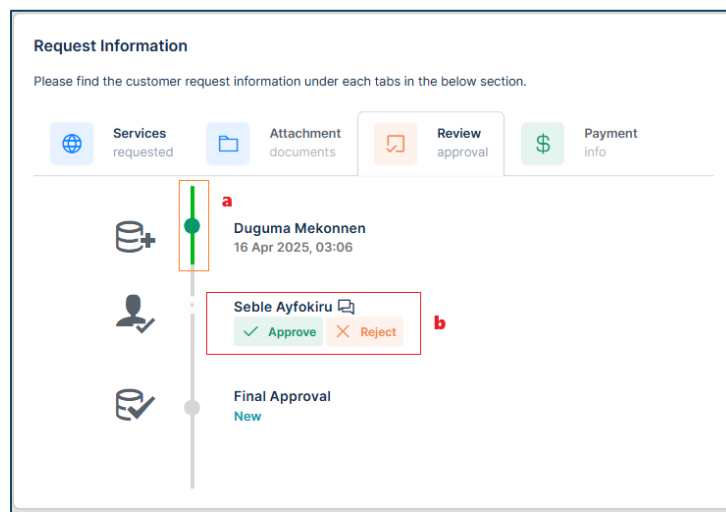 Request Information
Please find the customer request information under each tabs in the below section.
Services
requested
Attachment
documents
Review
approval
$
Payment
info
a
Duguma Mekonnen
16 Apr 2025, 03:06
Seble Ayfokiru
Approve
Reject
b
Final Approval
New